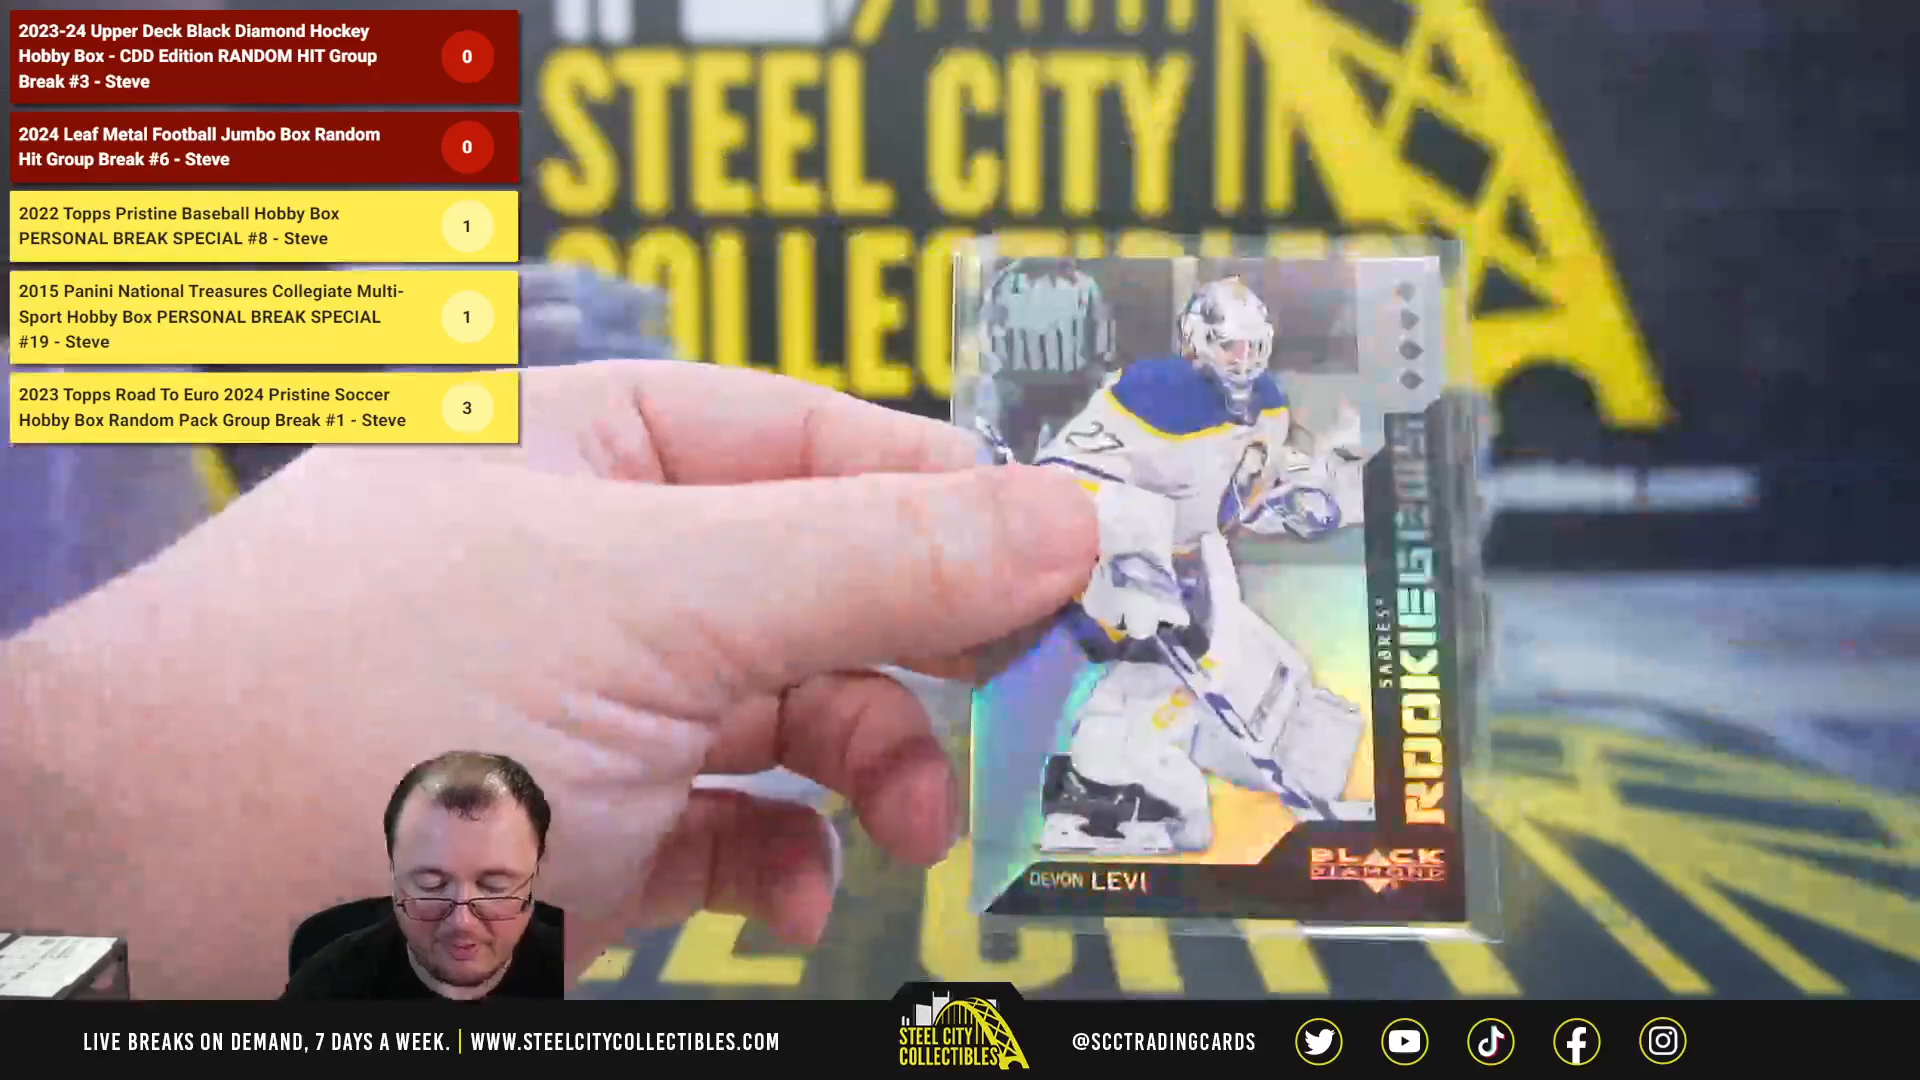 2023-24 Upper Deck Black Diamond Hockey
Hobby Box - CDD Edition RANDOM HIT Group
Break #3 - Steve
0
2024 Leaf Metal Football Jumbo Box Random
Hit Group Break #6 - Steve
0
2022 Topps Pristine Baseball Hobby Box
PERSONAL BREAK SPECIAL #8 - Steve
1
2015 Panini National Treasures Collegiate Multi-
Sport Hobby Box PERSONAL BREAK SPECIAL
#19 - Steve
1
2023 Topps Road To Euro 2024 Pristine Soccer
Hobby Box Random Pack Group Break #1 - Steve
3
STEEL CITY
COLLECTIBLES
27
SABRES
ROOKIE GEMS
DEVON LEVI
BLACK
DIAMOND
LIVE BREAKS ON DEMAND, 7 DAYS A WEEK. | WWW.STEELCITYCOLLECTIBLES.COM
STEEL CITY
COLLECTIBLES
@SCCTRADINGCARDS